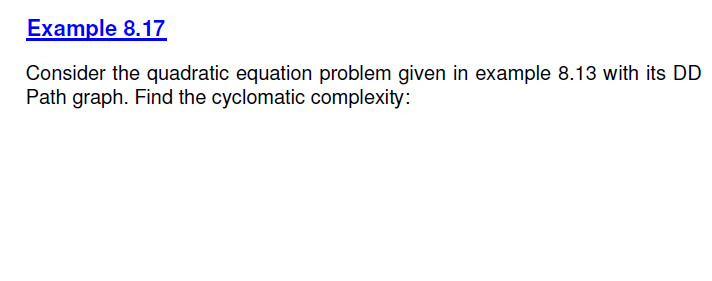 Example 8.17
Consider the quadratic equation problem given in example 8.13 with its DD
Path graph. Find the cyclomatic complexity: